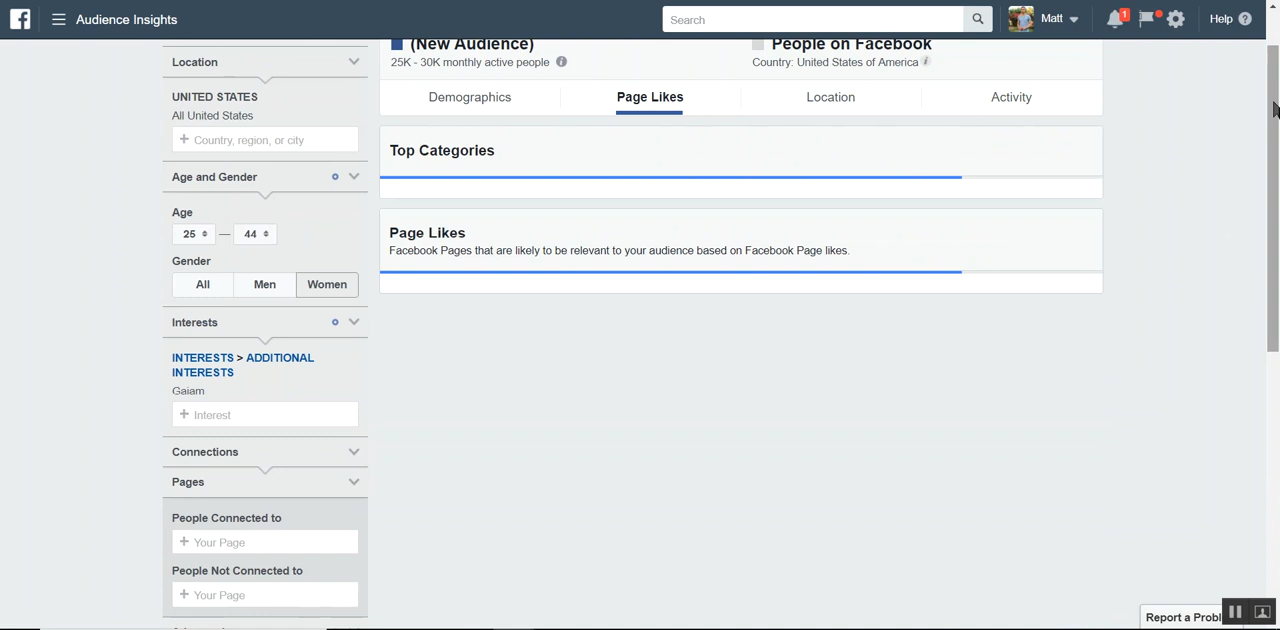 Audience Insights
Search
Matt
1
Help
Location
UNITED STATES
All United States
Country, region, or city
Age and Gender
Age
25 — 44
Gender
All Men Women
Interests
INTERESTS > ADDITIONAL
INTERESTS
Gaiam
Interest
Connections
Pages
People Connected to
Your Page
People Not Connected to
Your Page
(New Audience)
25K - 30K monthly active people
People on Facebook
Country: United States of America
Demographics Page Likes Location Activity
Top Categories
Page Likes
Facebook Pages that are likely to be relevant to your audience based on Facebook Page likes.
Report a Probl